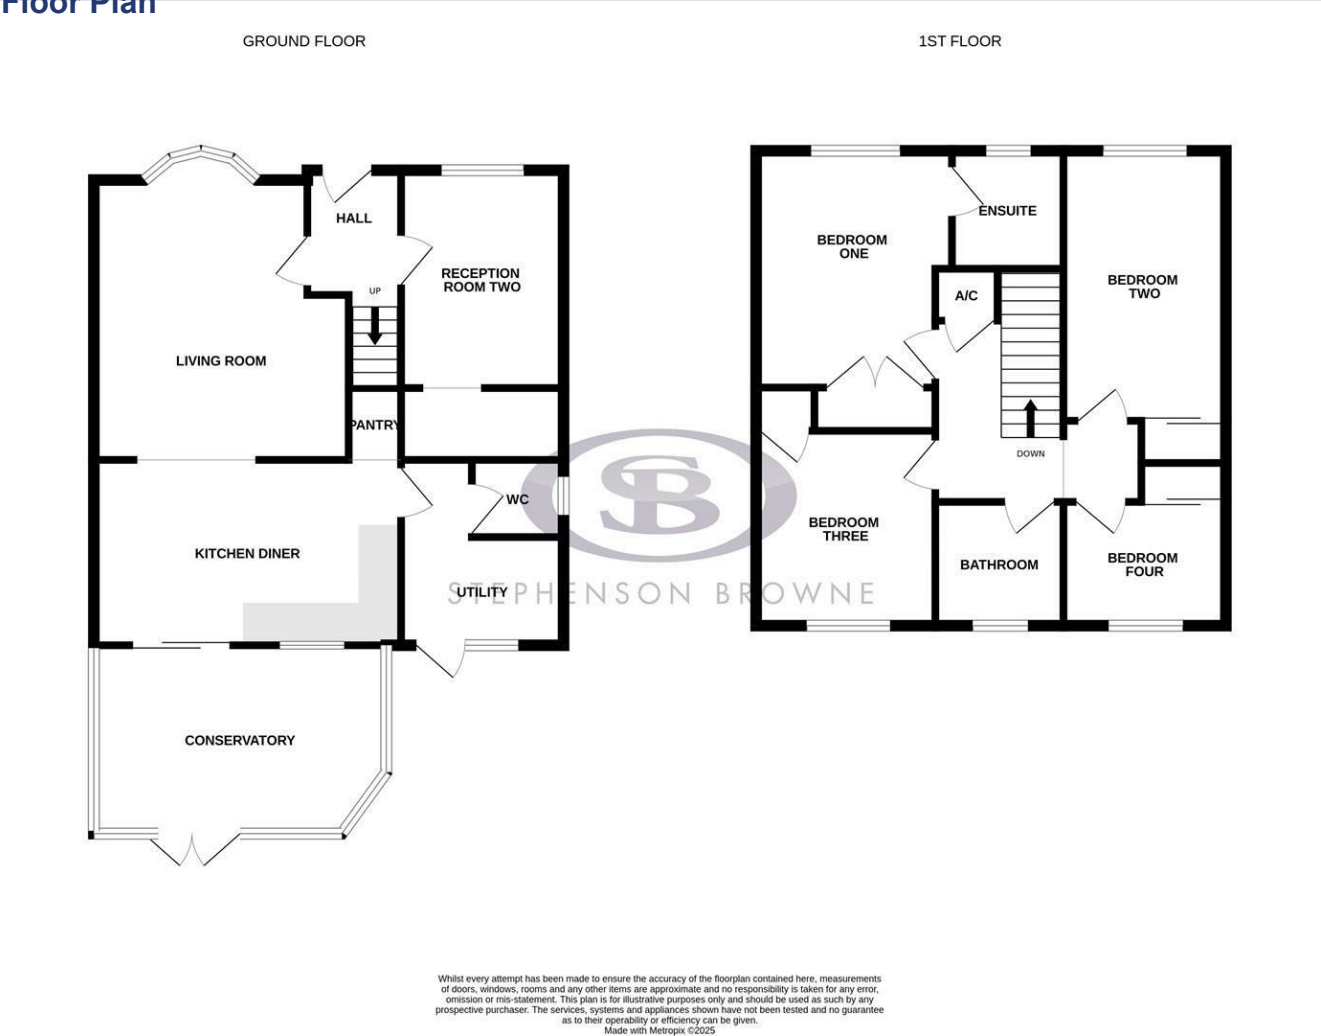 Floor Plan
GROUND FLOOR
1ST FLOOR
HALL
UP
RECEPTION
ROOM TWO
LIVING ROOM
PANTRY
WC
KITCHEN DINER
UTILITY
CONSERVATORY
BEDROOM
ONE
ENSUITE
A/C
BEDROOM
TWO
DOWN
BEDROOM
THREE
BATHROOM
BEDROOM
FOUR
SB
STEPHENSON BROWNE
Whilst every attempt has been made to ensure the accuracy of the floorplan contained here, measurements
of doors, windows, rooms and any other items are approximate and no responsibility is taken for any error,
omission or mis-statement. This plan is for illustrative purposes only and should be used as such by any
prospective purchaser. The services, systems and appliances shown have not been tested and no guarantee
as to their operability or efficiency can be given.
Made with Metropix ©2025